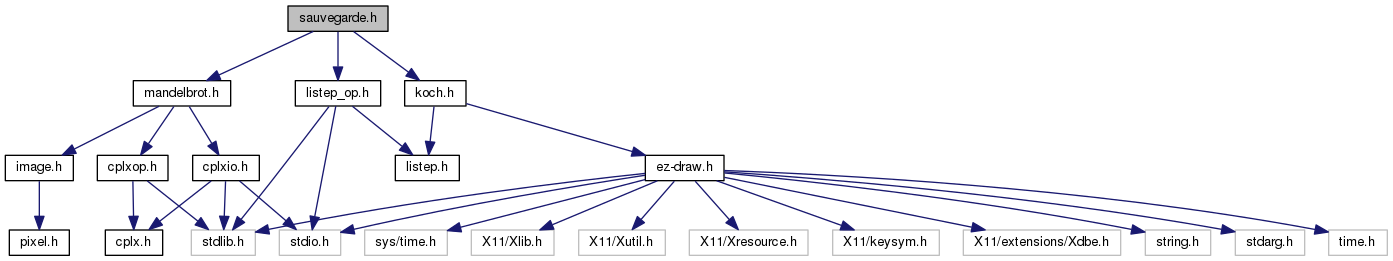 sauvegarde.h
mandelbrot.h
listep_op.h
koch.h
image.h
cplxop.h
cplxio.h
listep.h
ez-draw.h
pixel.h
cplx.h
stdlib.h
stdio.h
sys/time.h
X11/Xlib.h
X11/Xutil.h
X11/Xresource.h
X11/keysym.h
X11/extensions/Xdbe.h
string.h
stdarg.h
time.h